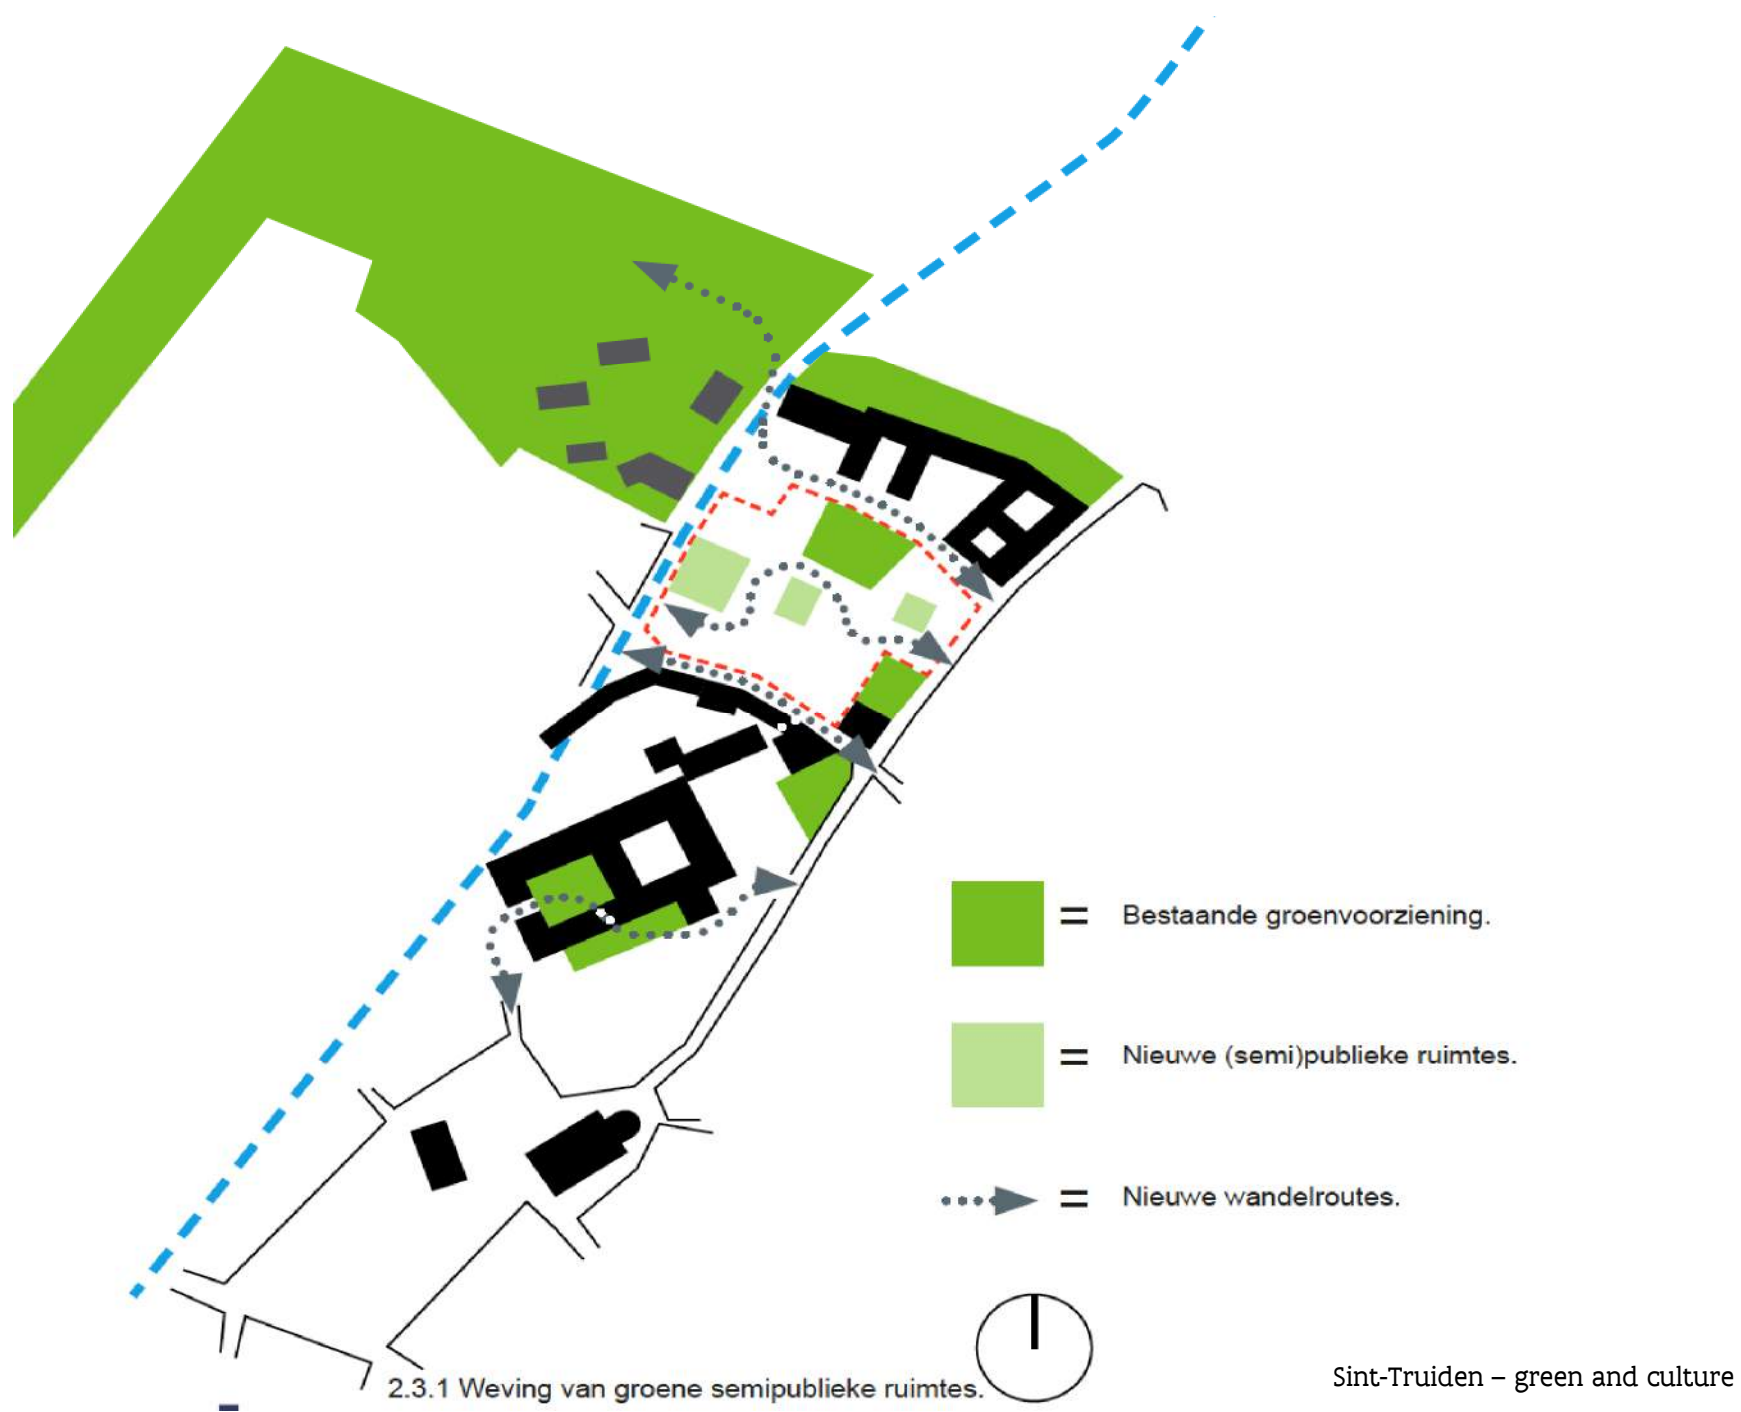 = Bestaande groenvoorziening.
= Nieuwe (semi)publieke ruimtes.
= Nieuwe wandelroutes.
2.3.1 Weving van groene semipublieke ruimtes.
Sint-Truiden – green and culture